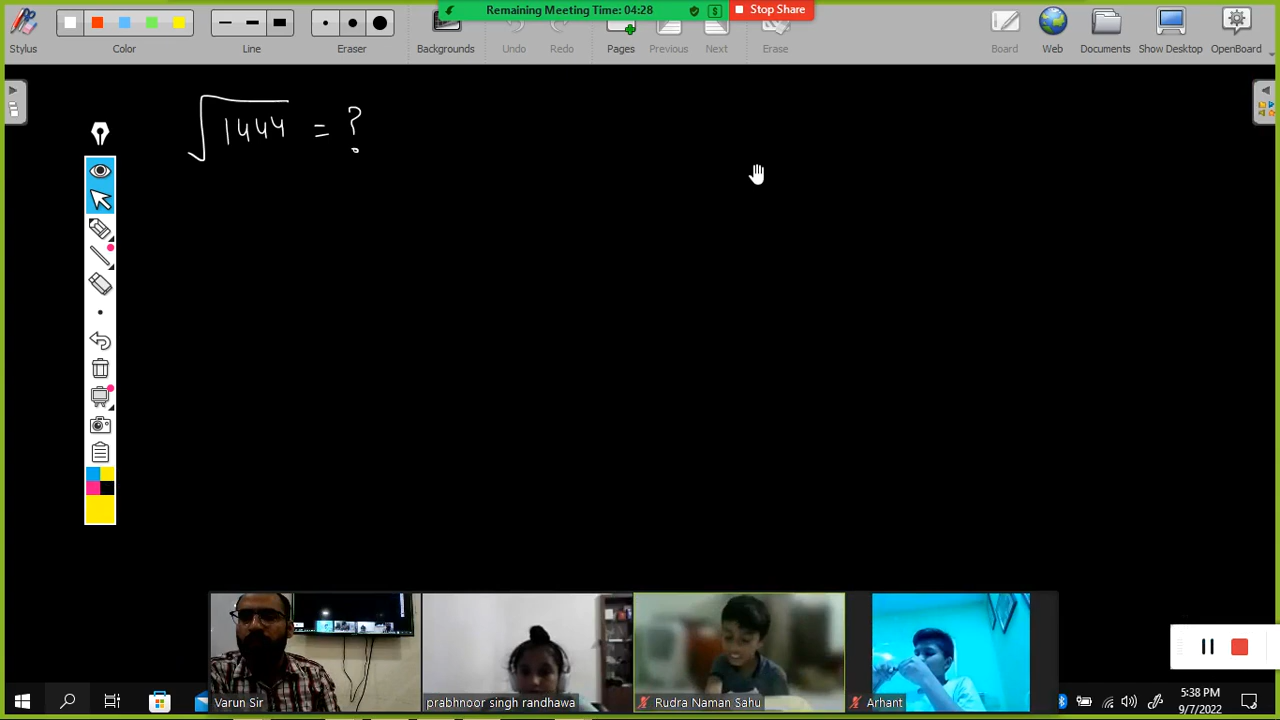 Remaining Meeting Time: 04:28
Stop Share
Stylus
Color
Line
Eraser
Backgrounds
Undo
Redo
Pages
Previous
Next
Erase
Board
Web
Documents
Show Desktop
OpenBoard
√1444 = ?
Varun Sir
prabhnoor singh randhawa
Rudra Naman Sahu
Arhant
5:38 PM
9/7/2022